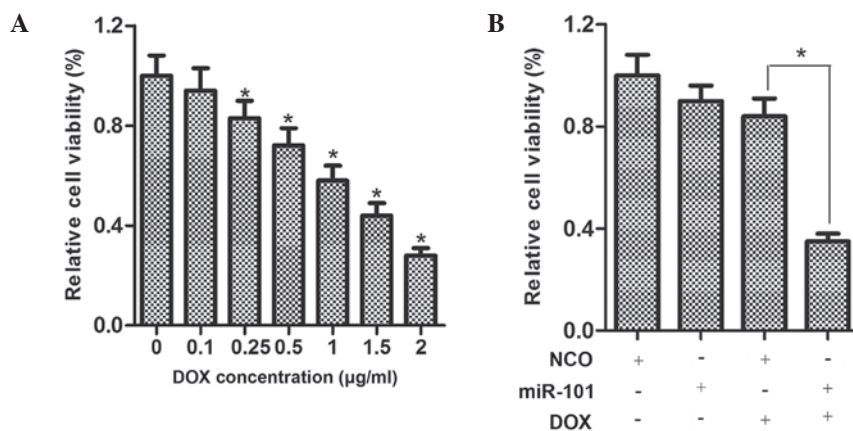 A
Relative cell viability (%)
1.2
0.8
0.4
0.0
*
*
*
*
*
0 0.1 0.25 0.5 1 1.5 2
DOX concentration (µg/ml)
B
Relative cell viability (%)
1.2
0.8
0.4
0.0
*
NCO + - + -
miR-101 - + - +
DOX - - + +